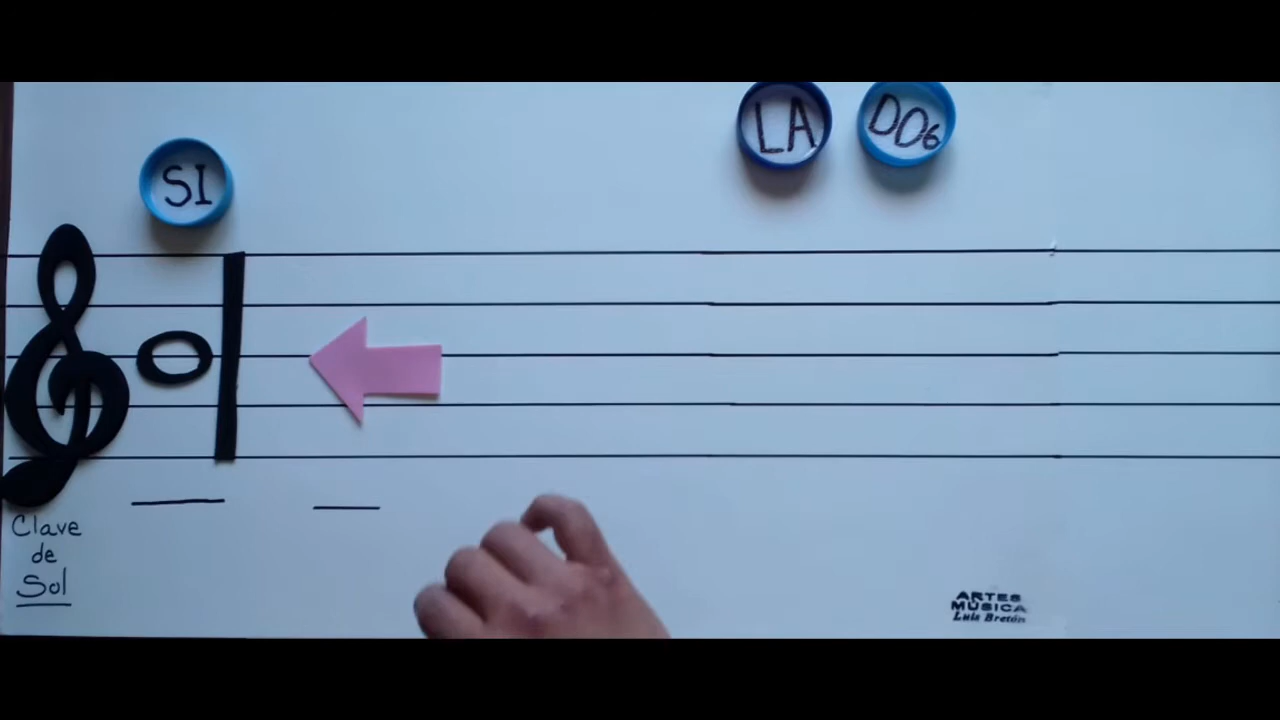 LA
DO6
SI
Clave
de
Sol
ARTES
MÚSICA
Luis Bretón